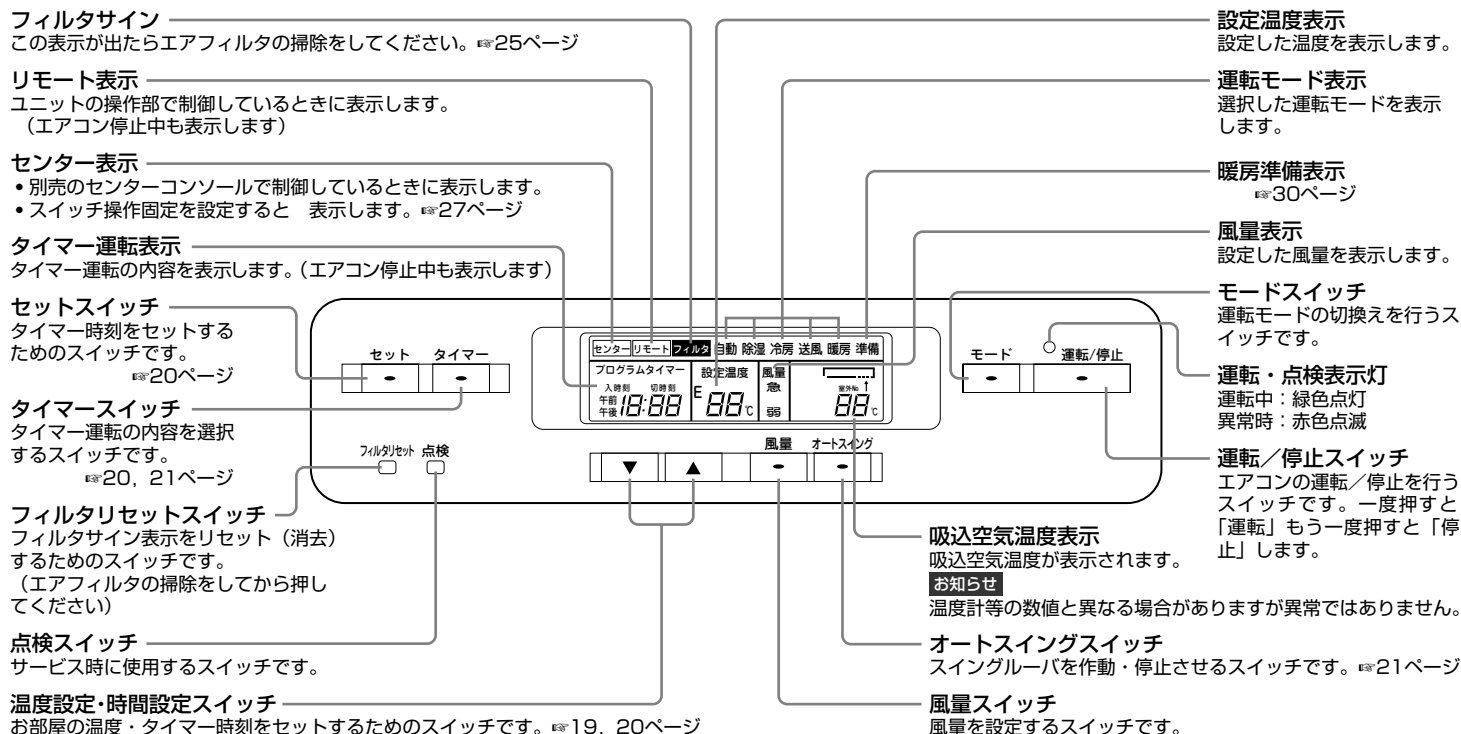 フィルタサイン
この表示が出たらエアフィルタの掃除をしてください。☞25ページ
リモート表示
ユニットの操作部で制御しているときに表示します。
（エアコン停止中も表示します）
センター表示
•別売のセンターコンソールで制御しているときに表示します。
•スイッチ操作固定を設定すると 表示します。☞27ページ
タイマー運転表示
タイマー運転の内容を表示します。（エアコン停止中も表示します）
セットスイッチ
タイマー時刻をセットする
ためのスイッチです。
☞20ページ
タイマースイッチ
タイマー運転の内容を選択
するスイッチです。
☞20，21ページ
フィルタリセットスイッチ
フィルタサイン表示をリセット（消去）
するためのスイッチです。
（エアフィルタの掃除をしてから押し
てください）
点検スイッチ
サービス時に使用するスイッチです。
温度設定・時間設定スイッチ
お部屋の温度・タイマー時刻をセットするためのスイッチです。☞19，20ページ
セット タイマー
フィルタリセット 点検
センター リモート フィルタ 自動 除湿 冷房 送風 暖房 準備
プログラムタイマー 設定温度 風量
入時刻 切時刻 急 室外No ↑
午前 18:88 E 88℃ 88℃
午後 弱
▼ ▲ 風量 オートスイング
モード 運転/停止
設定温度表示
設定した温度を表示します。
運転モード表示
選択した運転モードを表示
します。
暖房準備表示
☞30ページ
風量表示
設定した風量を表示します。
モードスイッチ
運転モードの切換えを行うス
イッチです。
運転・点検表示灯
運転中：緑色点灯
異常時：赤色点滅
運転／停止スイッチ
エアコンの運転／停止を行う
スイッチです。一度押すと
「運転」もう一度押すと「停
止」します。
吸込空気温度表示
吸込空気温度が表示されます。
お知らせ
温度計等の数値と異なる場合がありますが異常ではありません。
オートスイングスイッチ
スイングルーバを作動・停止させるスイッチです。☞21ページ
風量スイッチ
風量を設定するスイッチです。